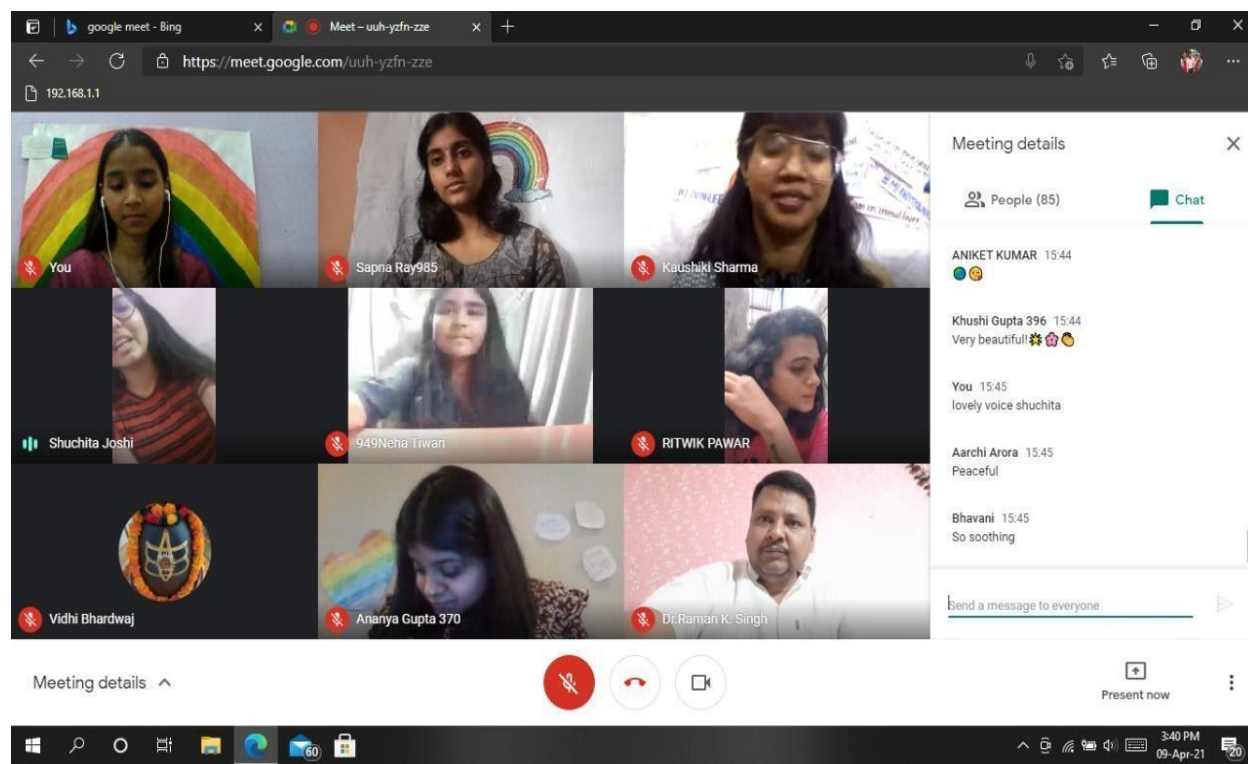 google meet - Bing
Meet – uuh-yzfn-zze
https://meet.google.com/uuh-yzfn-zze
192.168.1.1
You
Sapna Ray985
Kaushiki Sharma
Shuchita Joshi
949Neha Tiwari
RITWIK PAWAR
Vidhi Bhardwaj
Ananya Gupta 370
Dr.Raman K. Singh
Meeting details
People (85)
Chat
ANIKET KUMAR 15:44
🌏😘
Khushi Gupta 396 15:44
Very beautiful!🌟🌸👏
You 15:45
lovely voice shuchita
Aarchi Arora 15:45
Peaceful
Bhavani 15:45
So soothing
Send a message to everyone
Meeting details
Present now
60
3:40 PM
09-Apr-21
20